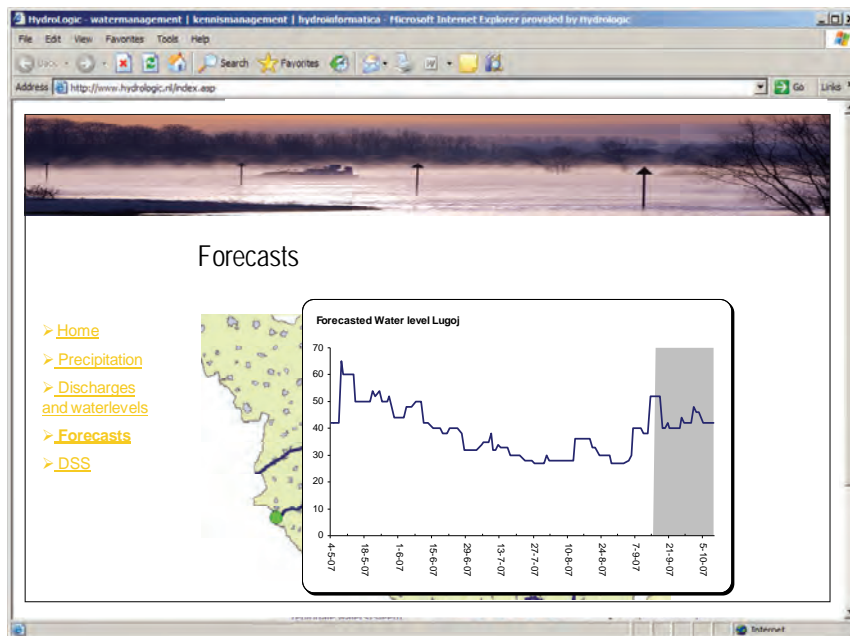 HydroLogic - watermanagement | kennismanagement | hydroinformatica - Microsoft Internet Explorer provided by Hydrologic
File Edit View Favorites Tools Help
Back Search Favorites
Address http://www.hydrologic.nl/index.asp Go Links
Forecasts
Home
Precipitation
Discharges
and waterlevels
Forecasts
DSS
Forecasted Water level Lugoj
70
60
50
40
30
20
10
0
4-5-07 18-5-07 1-6-07 15-6-07 29-6-07 13-7-07 27-7-07 10-8-07 24-8-07 7-9-07 21-9-07 5-10-07
Internet